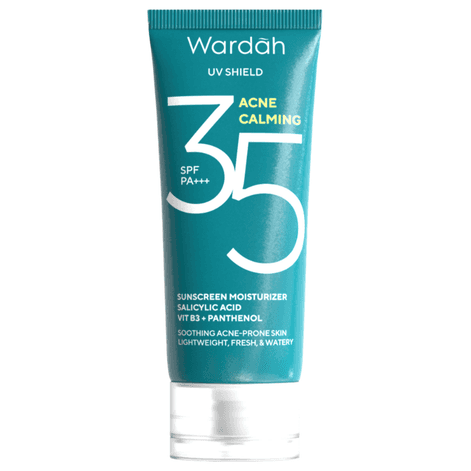 Wardah
UV SHIELD
ACNE
CALMING
35
SPF
PA+++
SUNSCREEN MOISTURIZER
SALICYLIC ACID
VIT B3 + PANTHENOL
SOOTHING ACNE-PRONE SKIN
LIGHTWEIGHT, FRESH, & WATERY